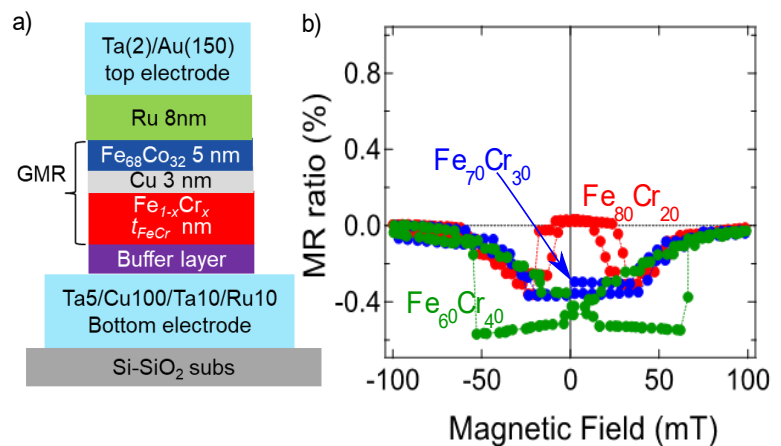 a)
Ta(2)/Au(150)
top electrode
Ru 8nm
GMR
Fe₆₈Co₃₂ 5 nm
Cu 3 nm
Fe₁₋ₓCrₓ
t_FeCr nm
Buffer layer
Ta5/Cu100/Ta10/Ru10
Bottom electrode
Si-SiO₂ subs
b)
MR ratio (%)
0.8
0.4
0.0
-0.4
Fe₇₀Cr₃₀
Fe₈₀Cr₂₀
Fe₆₀Cr₄₀
-100
-50
0
50
100
Magnetic Field (mT)